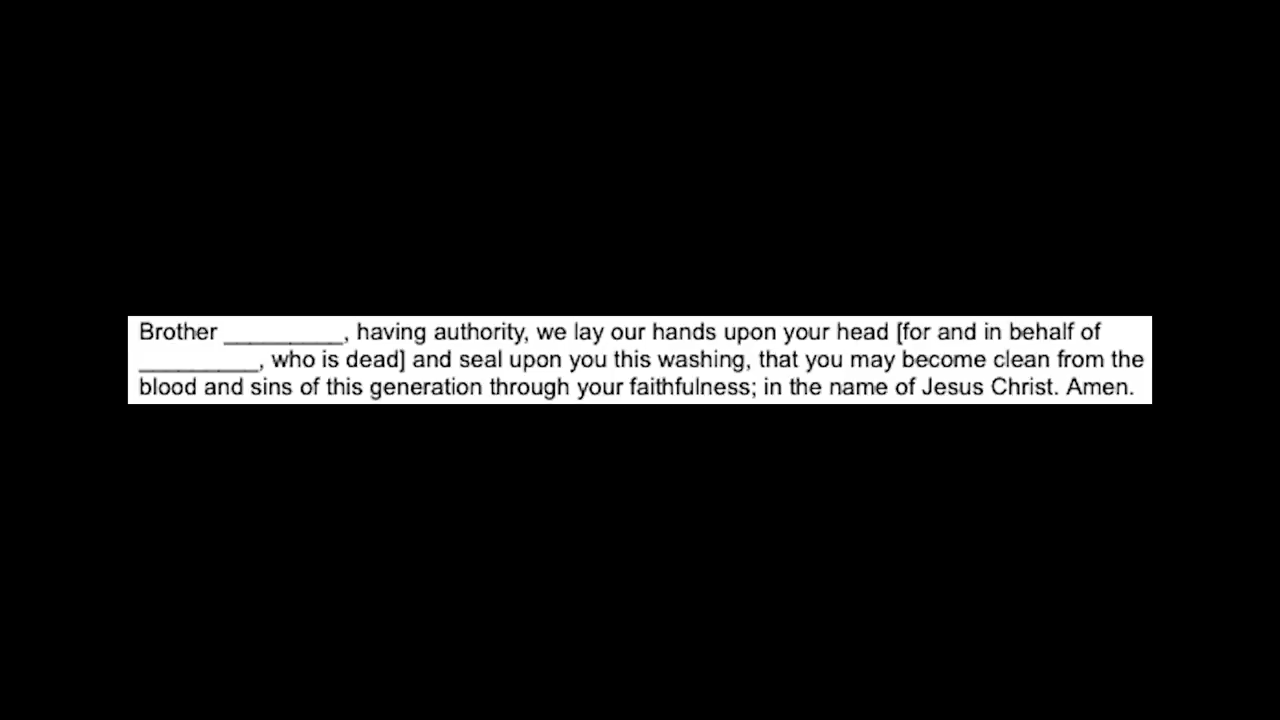 Brother _________, having authority, we lay our hands upon your head [for and in behalf of
_________, who is dead] and seal upon you this washing, that you may become clean from the
blood and sins of this generation through your faithfulness; in the name of Jesus Christ. Amen.